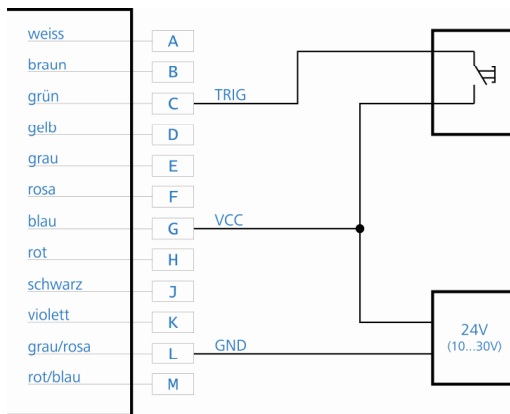 weiss A
braun B
grün C TRIG
gelb D
grau E
rosa F
blau G VCC
rot H
schwarz J
violett K
grau/rosa L GND
rot/blau M
24V
(10...30V)